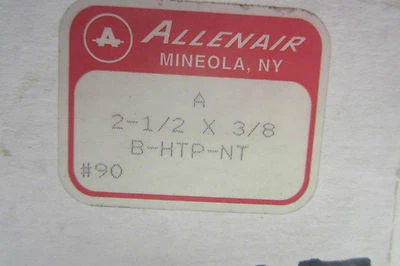 A ALLENAIR
MINEOLA, NY
A
2-1/2 X 3/8
B-HTP-NT
#90